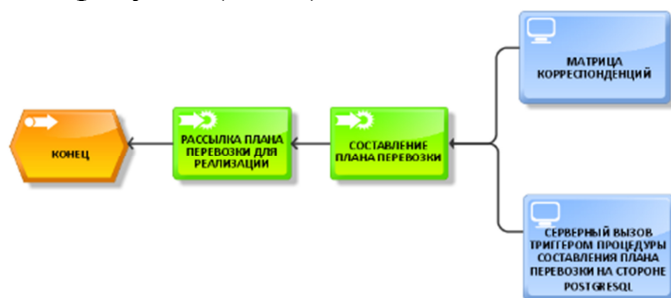 МАТРИЦА
КОРРЕСПОНДЕНЦИЙ
КОНЕЦ
РАССЫЛКА ПЛАНА
ПЕРЕВОЗКИ ДЛЯ
РЕАЛИЗАЦИИ
СОСТАВЛЕНИЕ
ПЛАНА ПЕРЕВОЗКИ
СЕРВЕРНЫЙ ВЫЗОВ
ТРИГГЕРОМ ПРОЦЕДУРЫ
СОСТАВЛЕНИЯ ПЛАНА
ПЕРЕВОЗКИ НА СТОРОНЕ
POSTGRESQL